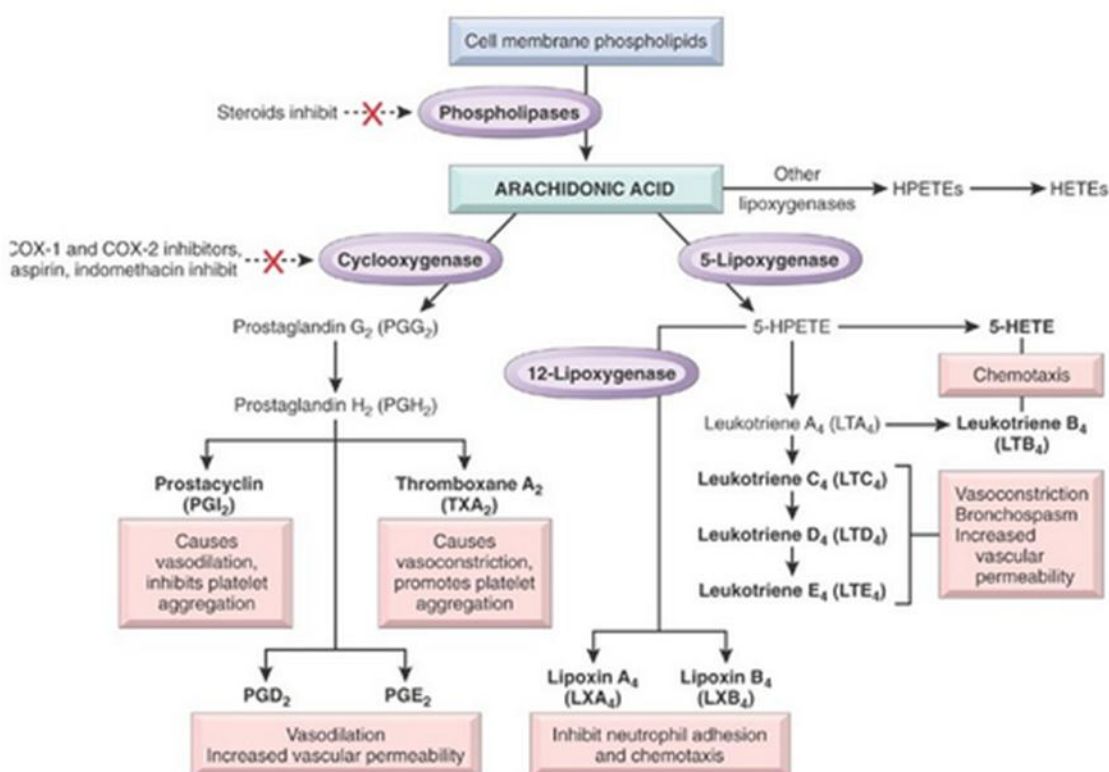 Cell membrane phospholipids
Steroids inhibit
Phospholipases
ARACHIDONIC ACID
Other
lipoxygenases
HPETEs
HETEs
COX-1 and COX-2 inhibitors,
aspirin, indomethacin inhibit
Cyclooxygenase
5-Lipoxygenase
Prostaglandin G₂ (PGG₂)
5-HPETE
5-HETE
12-Lipoxygenase
Chemotaxis
Prostaglandin H₂ (PGH₂)
Leukotriene A₄ (LTA₄)
Leukotriene B₄
(LTB₄)
Prostacyclin
(PGI₂)
Thromboxane A₂
(TXA₂)
Causes
vasodilation,
inhibits platelet
aggregation
Causes
vasoconstriction,
promotes platelet
aggregation
Leukotriene C₄ (LTC₄)
Leukotriene D₄ (LTD₄)
Leukotriene E₄ (LTE₄)
Vasoconstriction
Bronchospasm
Increased
vascular
permeability
PGD₂
PGE₂
Vasodilation
Increased vascular permeability
Lipoxin A₄
(LXA₄)
Lipoxin B₄
(LXB₄)
Inhibit neutrophil adhesion
and chemotaxis